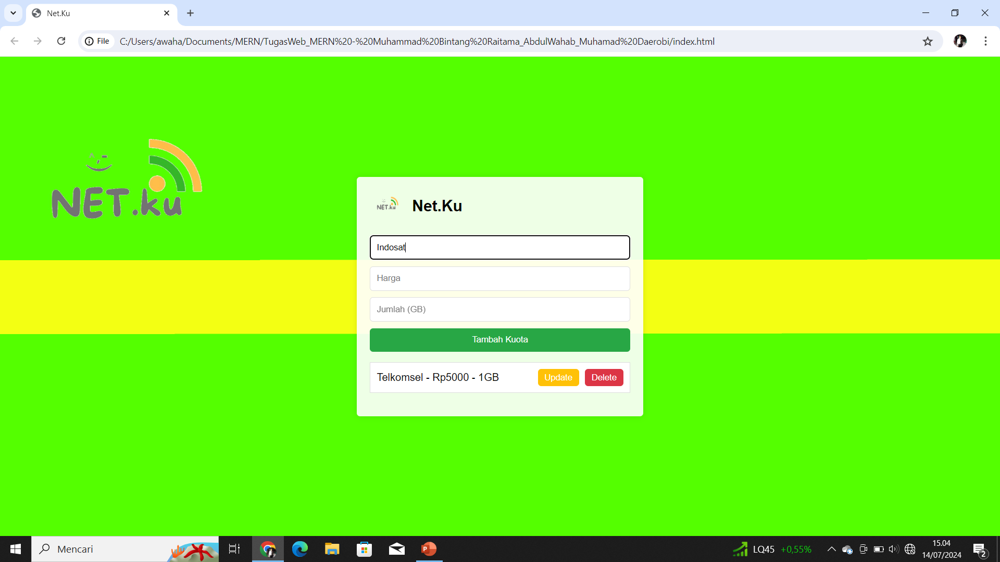 Net.Ku
File
C:/Users/awaha/Documents/MERN/TugasWeb_MERN%20-%20Muhammad%20Bintang%20Raitama_AbdulWahab_Muhamad%20Daerobi/index.html
NET.ku
NET.ku
Net.Ku
Indosat
Harga
Jumlah (GB)
Tambah Kuota
Telkomsel - Rp5000 - 1GB
Update
Delete
Mencari
P
LQ45 +0,55%
15.04
14/07/2024
2